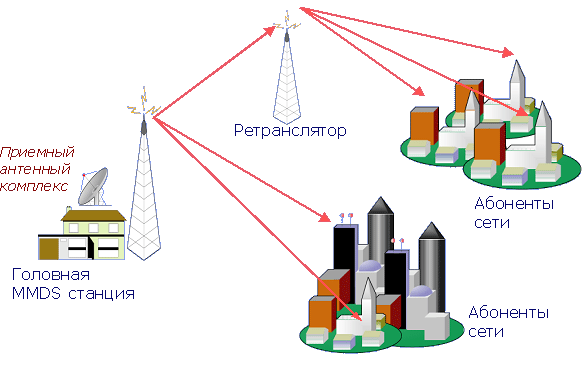 Ретранслятор
Приемный
антенный
комплекс
Абоненты
сети
Головная
MMDS станция
Абоненты
сети